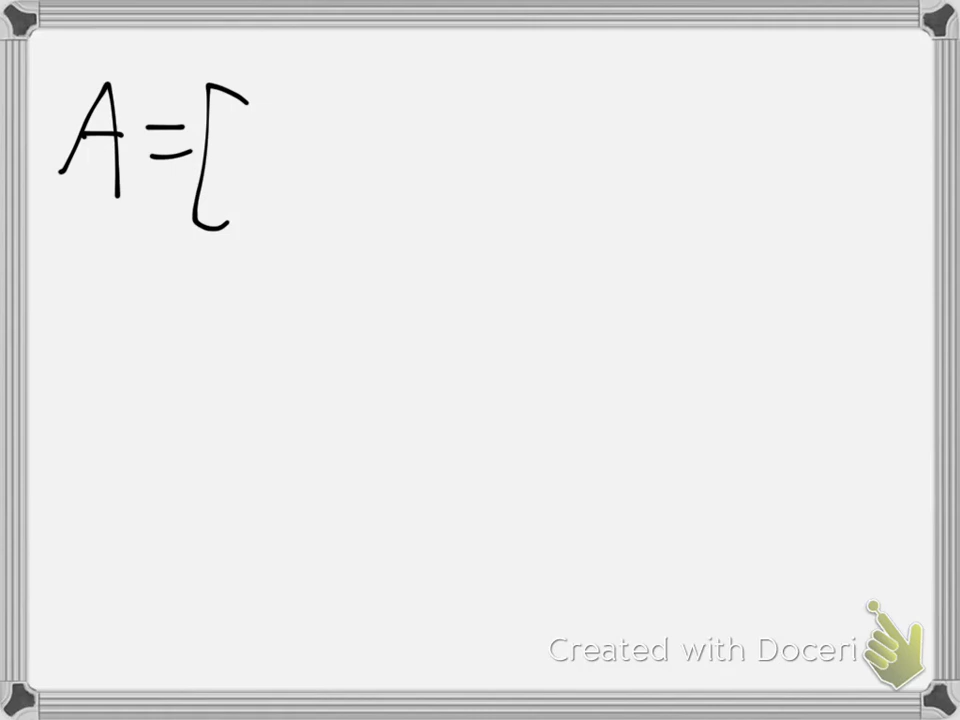 A = [
Created with Doceri